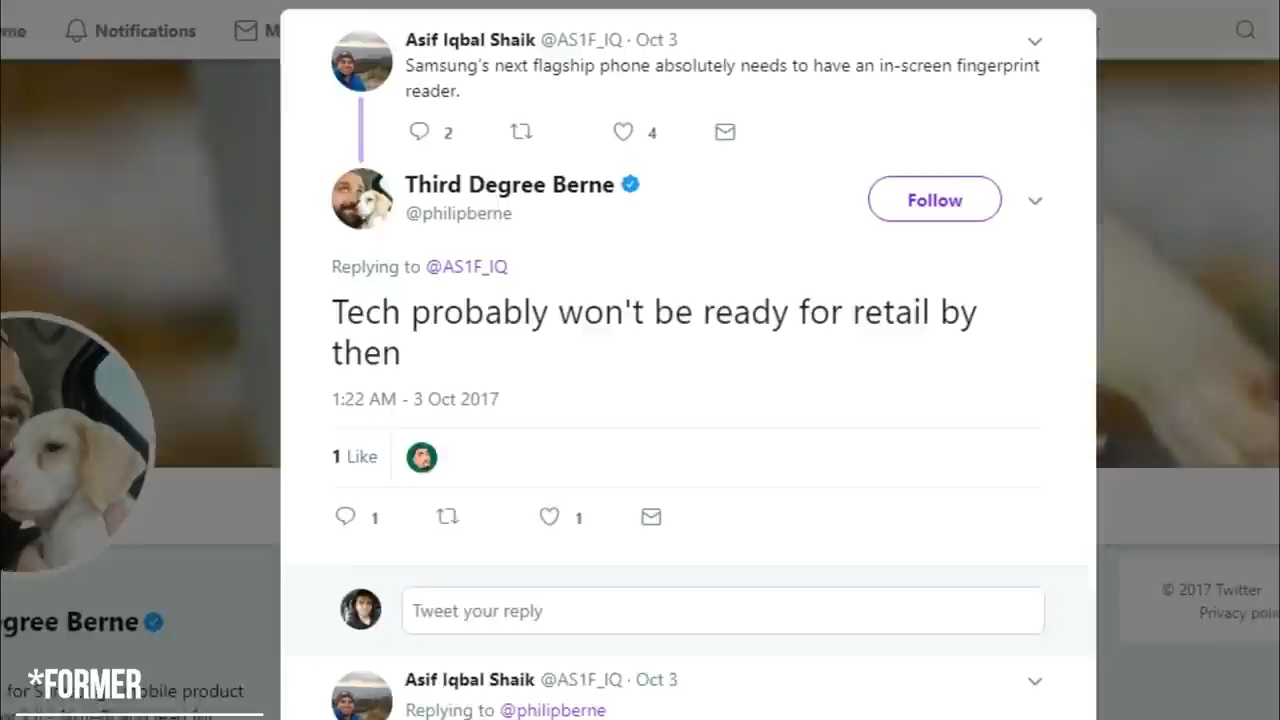 me Notifications M
Asif Iqbal Shaik @AS1F_IQ · Oct 3
Samsung's next flagship phone absolutely needs to have an in-screen fingerprint
reader.
2 4
Third Degree Berne
@philipberne
Follow
Replying to @AS1F_IQ
Tech probably won't be ready for retail by
then
1:22 AM - 3 Oct 2017
1 Like
1 1
Tweet your reply
© 2017 Twitter
Privacy
gree Berne
*FORMER
for obile product
Asif Iqbal Shaik @AS1F_IQ · Oct 3
Replying to @philipberne